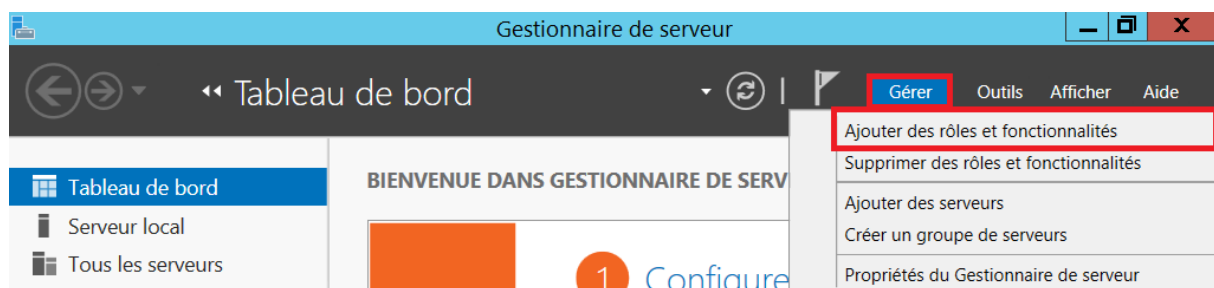 Gestionnaire de serveur
Tableau de bord
Gérer Outils Afficher Aide
Ajouter des rôles et fonctionnalités
Supprimer des rôles et fonctionnalités
Ajouter des serveurs
Créer un groupe de serveurs
Propriétés du Gestionnaire de serveur
Tableau de bord
Serveur local
Tous les serveurs
BIENVENUE DANS GESTIONNAIRE DE SERV
1 Configure